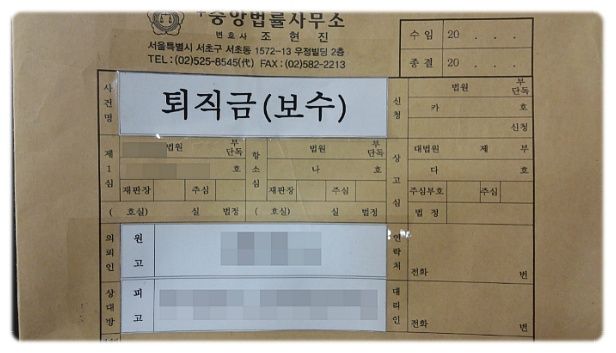 중앙법률사무소
변호사 조현진
서울특별시 서초구 서초동 1572-13 우정빌딩 2층
TEL:(02)525-8545(代) FAX:(02)582-2213
수임 20 . . .
종결 20 . . .
사건명 퇴직금(보수)
신청 법원 부 단독
카 호
신청
제1심 법원 부 단독
호
재판장 주심
( 호실) 실 법정
항소심 법원 부 단독
나 호
재판장 주심
( 호실) 실 법정
상고심 대법원 제 부
다 호
주심부호 주심
법정
의뢰인 원고
연락처 전화 번
상대방 피고
대리인 전화 번